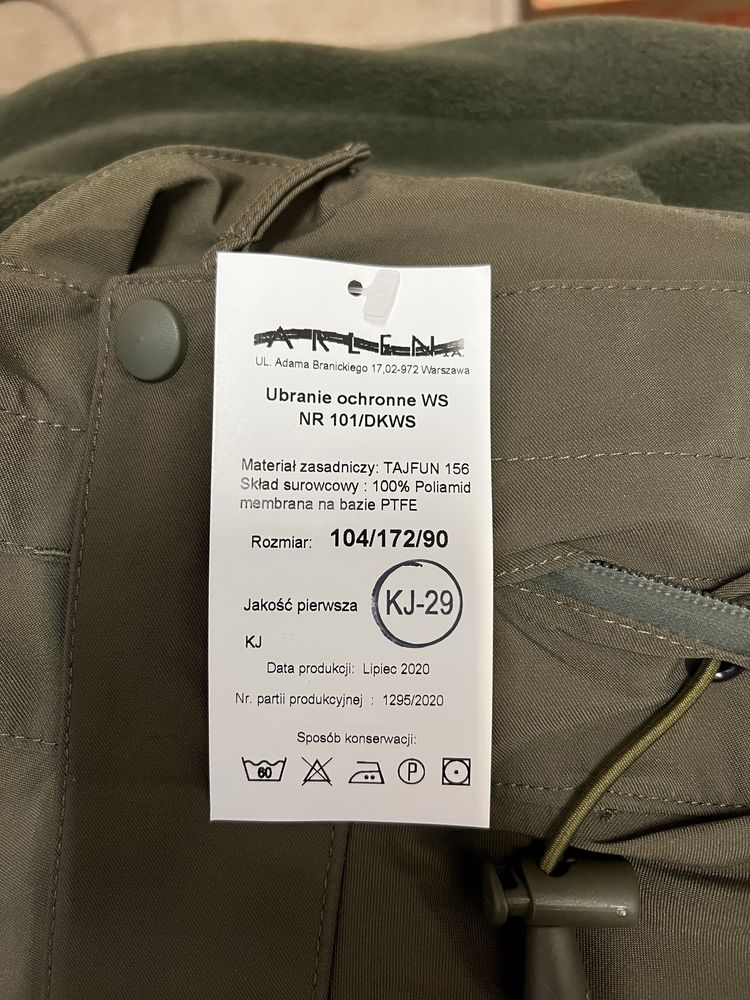 ARLEN S.A.
UL. Adama Branickiego 17,02-972 Warszawa
Ubranie ochronne WS
NR 101/DKWS
Materiał zasadniczy: TAJFUN 156
Skład surowcowy : 100% Poliamid
membrana na bazie PTFE
Rozmiar: 104/172/90
Jakość pierwsza KJ-29
KJ
Data produkcji: Lipiec 2020
Nr. partii produkcyjnej : 1295/2020
Sposób konserwacji:
60 P